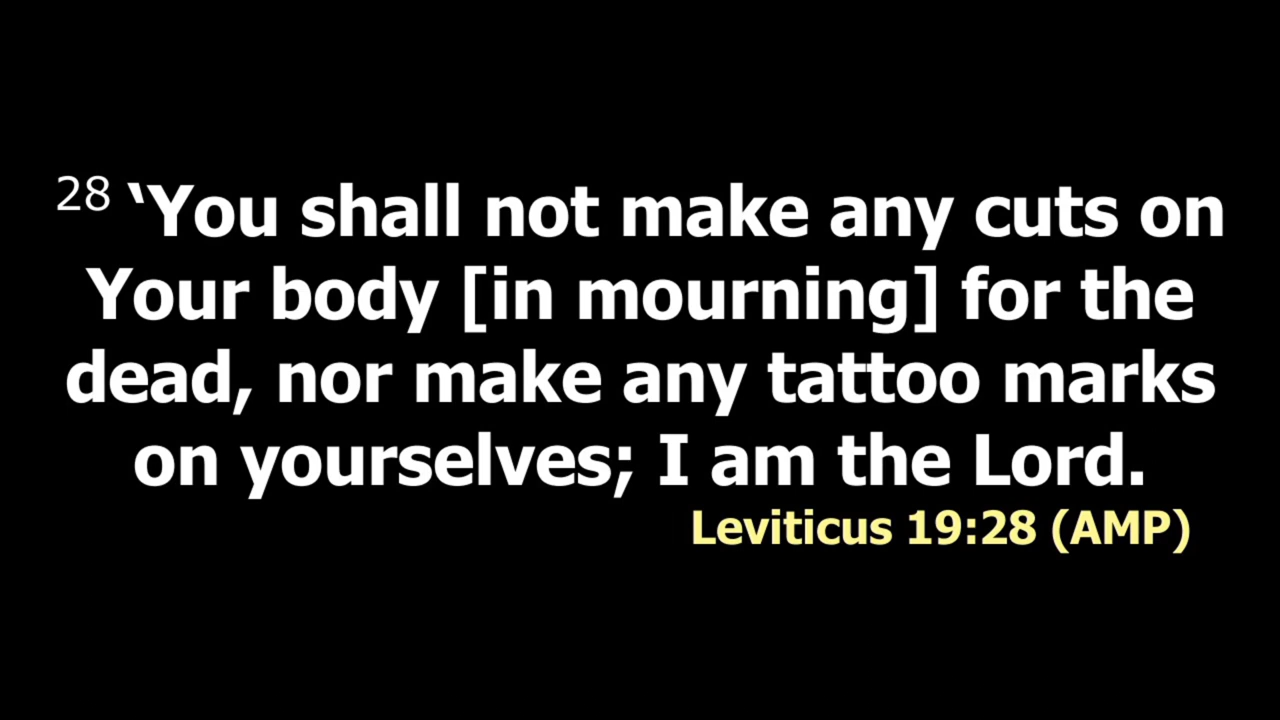 28 ‘You shall not make any cuts on
Your body [in mourning] for the
dead, nor make any tattoo marks
on yourselves; I am the Lord.
Leviticus 19:28 (AMP)